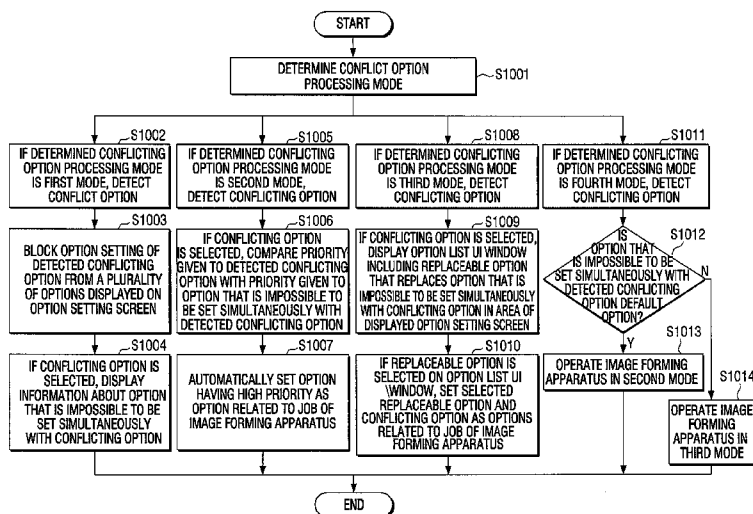 START
DETERMINE CONFLICT OPTION
PROCESSING MODE
S1001
S1002
IF DETERMINED CONFLICTING
OPTION PROCESSING MODE
IS FIRST MODE, DETECT
CONFLICT OPTION
S1003
BLOCK OPTION SETTING OF
DETECTED CONFLICTING
OPTION FROM A PLURALITY
OF OPTIONS DISPLAYED ON
OPTION SETTING SCREEN
S1004
IF CONFLICTING OPTION IS
SELECTED, DISPLAY
INFORMATION ABOUT OPTION
THAT IS IMPOSSIBLE TO BE
SET SIMULTANEOUSLY
WITH CONFLICTING OPTION
S1005
IF DETERMINED CONFLICTING
OPTION PROCESSING MODE
IS SECOND MODE,
DETECT CONFLICTING OPTION
S1006
IF CONFLICTING OPTION
IS SELECTED, COMPARE PRIORITY
GIVEN TO DETECTED CONFLICTING
OPTION WITH PRIORITY GIVEN TO
OPTION THAT IS IMPOSSIBLE TO
BE SET SIMULTANEOUSLY WITH
DETECTED CONFLICTING OPTION
S1007
AUTOMATICALLY SET OPTION
HAVING HIGH PRIORITY AS
OPTION RELATED TO JOB OF
IMAGE FORMING APPARATUS
S1008
IF DETERMINED CONFLICTING
OPTION PROCESSING MODE
IS THIRD MODE, DETECT
CONFLICTING OPTION
S1009
IF CONFLICTING OPTION IS SELECTED,
DISPLAY OPTION LIST UI WINDOW
INCLUDING REPLACEABLE OPTION
THAT REPLACES OPTION THAT IS
IMPOSSIBLE TO BE SET SIMULTANEOUSLY
WITH CONFLICTING OPTION IN AREA
OF DISPLAYED OPTION SETTING SCREEN
S1010
IF REPLACEABLE OPTION
IS SELECTED ON OPTION LIST UI
\WINDOW, SET SELECTED
REPLACEABLE OPTION AND
CONFLICTING OPTION AS OPTIONS
RELATED TO JOB OF IMAGE
FORMING APPARATUS
S1011
IF DETERMINED CONFLICTING
OPTION PROCESSING MODE
IS FOURTH MODE, DETECT
CONFLICTING OPTION
S1012
IS
OPTION THAT
IS IMPOSSIBLE TO BE
SET SIMULTANEOUSLY WITH
DETECTED CONFLICTING
OPTION DEFAULT
OPTION?
N
Y
S1013
OPERATE IMAGE FORMING
APPARATUS IN SECOND MODE
S1014
OPERATE IMAGE
FORMING
APPARATUS IN
THIRD MODE
END